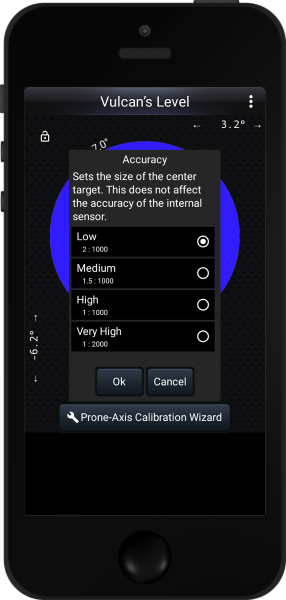 Vulcan's Level
← 3.2° →
7.0°
Accuracy
Sets the size of the center
target. This does not affect
the accuracy of the internal
sensor.
Low
2 : 1000
Medium
1.5 : 1000
High
1 : 1000
Very High
1 : 2000
← -6.2° →
Ok Cancel
Prone-Axis Calibration Wizard